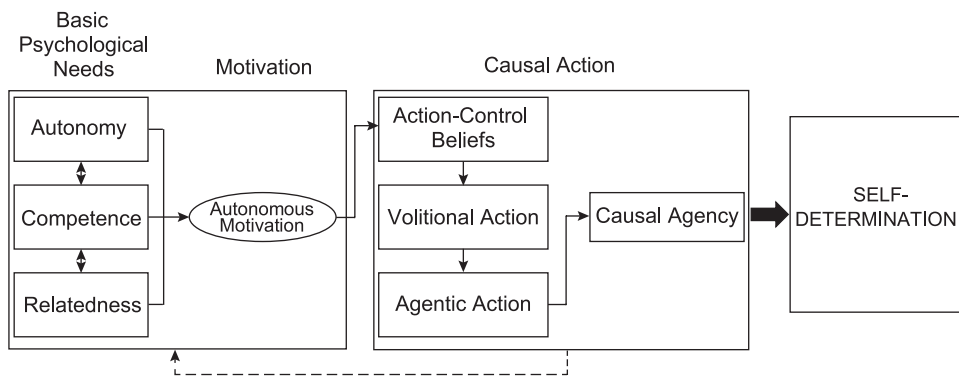 Basic
Psychological
Needs
Motivation
Causal Action
Autonomy
Competence
Relatedness
Autonomous
Motivation
Action-Control
Beliefs
Volitional Action
Agentic Action
Causal Agency
SELF-
DETERMINATION